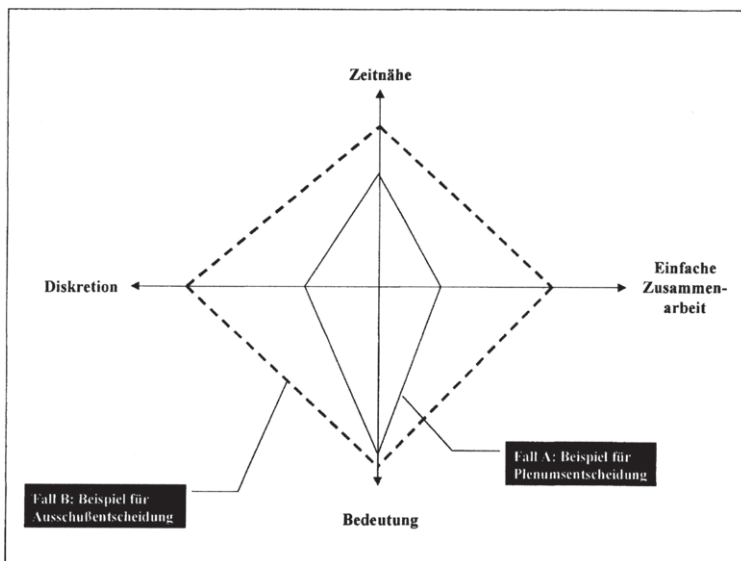 Zeitnähe
Diskretion
Einfache
Zusammen-
arbeit
Fall A: Beispiel für
Plenumsentscheidung
Fall B: Beispiel für
Ausschußentscheidung
Bedeutung